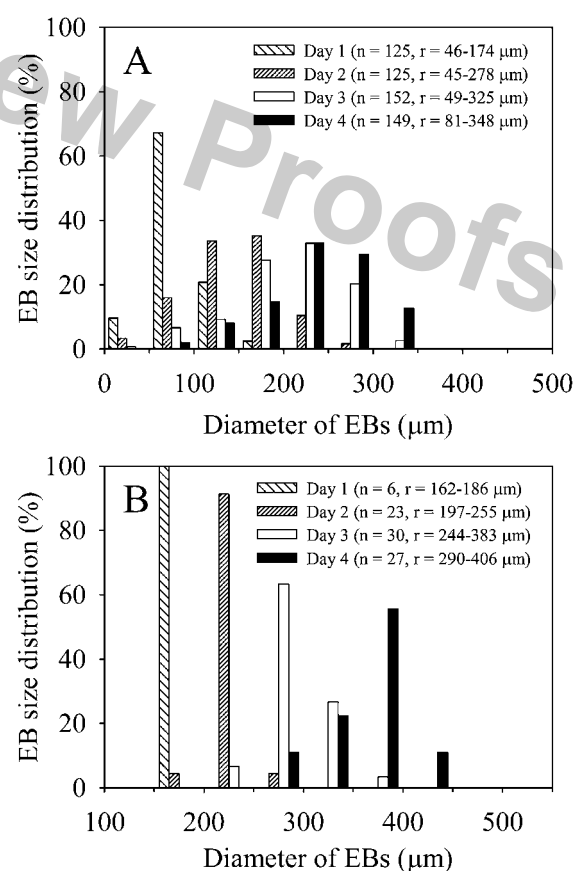 100
80
60
40
20
0
EB size distribution (%)
A
Day 1 (n = 125, r = 46-174 µm)
Day 2 (n = 125, r = 45-278 µm)
Day 3 (n = 152, r = 49-325 µm)
Day 4 (n = 149, r = 81-348 µm)
ew Proofs
0 100 200 300 400 500
Diameter of EBs (µm)
100
80
60
40
20
0
EB size distribution (%)
B
Day 1 (n = 6, r = 162-186 µm)
Day 2 (n = 23, r = 197-255 µm)
Day 3 (n = 30, r = 244-383 µm)
Day 4 (n = 27, r = 290-406 µm)
100 200 300 400 500
Diameter of EBs (µm)